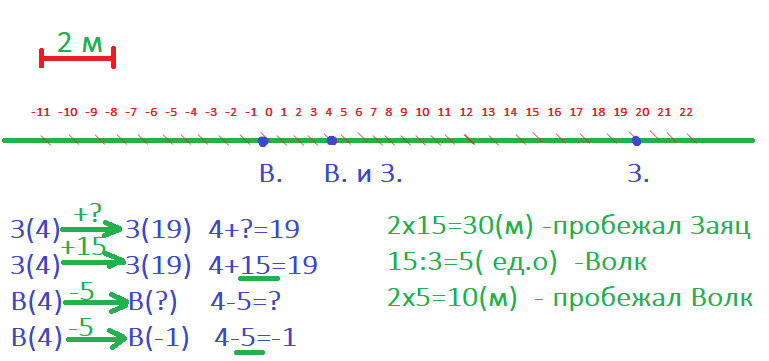 2 м
-11 -10 -9 -8 -7 -6 -5 -4 -3 -2 -1 0 1 2 3 4 5 6 7 8 9 10 11 12 13 14 15 16 17 18 19 20 21 22
В. В. и З. З.
З(4) +? З(19) 4+?=19
З(4) +15 З(19) 4+15=19
В(4) -5 В(?) 4-5=?
В(4) -5 В(-1) 4-5=-1
2х15=30(м) -пробежал Заяц
15:3=5( ед.о) -Волк
2х5=10(м) - пробежал Волк